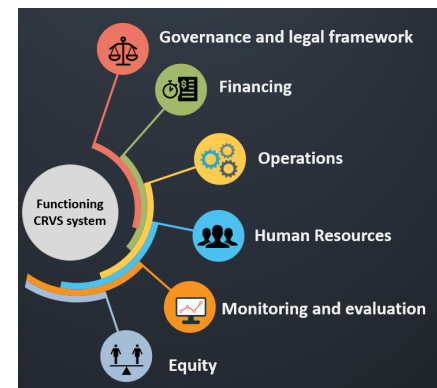 Governance and legal framework
Financing
Operations
Functioning
CRVS system
Human Resources
Monitoring and evaluation
Equity